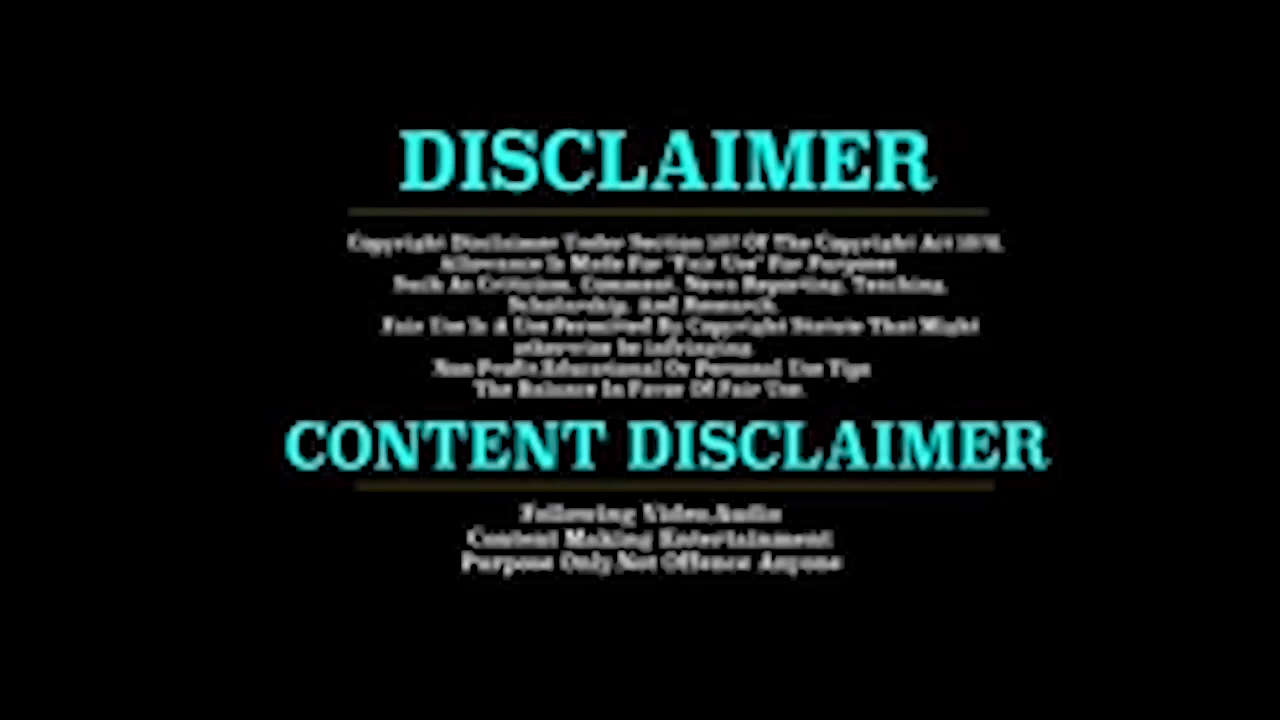 DISCLAIMER
Copyright Disclaimer Under Section 107 Of The Copyright Act 1976,
Allowance Is Made For "Fair Use" For Purposes
Such As Criticism, Comment, News Reporting, Teaching,
Scholarship, And Research.
Fair Use Is A Use Permitted By Copyright Statute That Might
otherwise be infringing.
Non Profit,Educational Or Personal Use Tips
The Balance In Favor Of Fair Use.
CONTENT DISCLAIMER
Following Video,Audio
Content Making Entertainment
Purpose Only,Not Offence Anyone